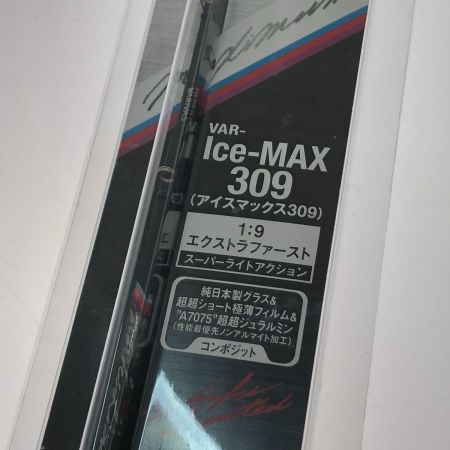 VAR-
Ice-MAX
309
(アイスマックス309)
1:9
エクストラファースト
スーパーライトアクション
純日本製グラス&
超超ショート極薄フィルム&
"A7075"超超ジュラルミン
(性能最優先ノンアルマイト加工)
コンポジット
VARIVAS